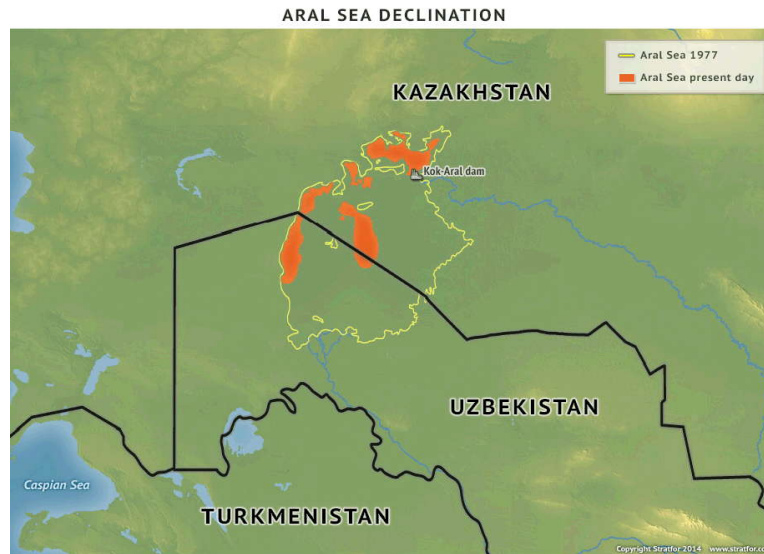 ARAL SEA DECLINATION
Aral Sea 1977
Aral Sea present day
KAZAKHSTAN
Kok-Aral dam
UZBEKISTAN
Caspian Sea
TURKMENISTAN
Copyright Stratfor 2014 www.stratfor.co